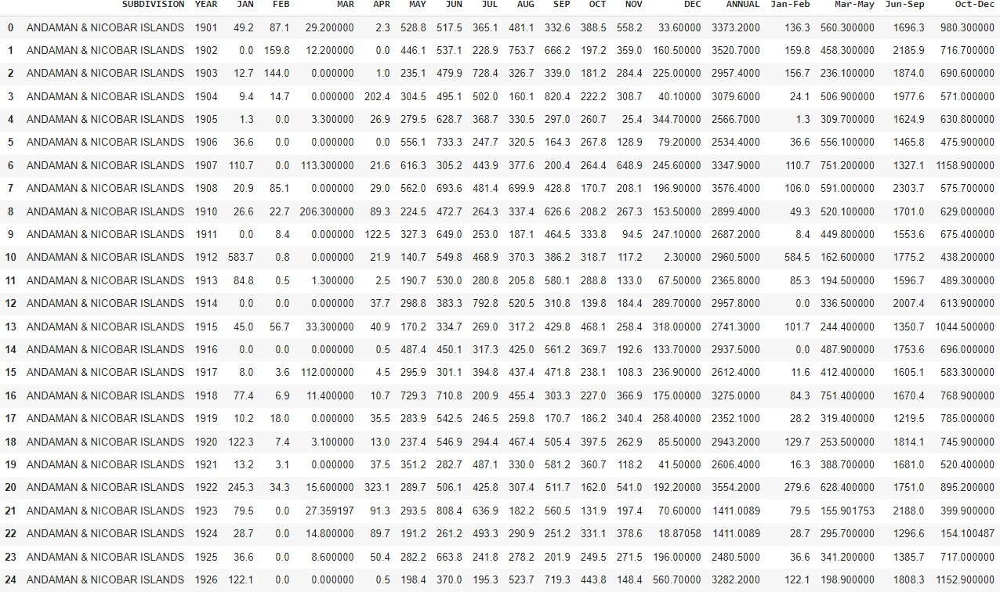 SUBDIVISION YEAR JAN FEB MAR APR MAY JUN JUL AUG SEP OCT NOV DEC ANNUAL Jan-Feb Mar-May Jun-Sep Oct-Dec
0 ANDAMAN & NICOBAR ISLANDS 1901 49.2 87.1 29.200000 2.3 528.8 517.5 365.1 481.1 332.6 388.5 558.2 33.60000 3373.2000 136.3 560.300000 1696.3 980.300000
1 ANDAMAN & NICOBAR ISLANDS 1902 0.0 159.8 12.200000 0.0 446.1 537.1 228.9 753.7 666.2 197.2 359.0 160.50000 3520.7000 159.8 458.300000 2185.9 716.700000
2 ANDAMAN & NICOBAR ISLANDS 1903 12.7 144.0 0.000000 1.0 235.1 479.9 728.4 326.7 339.0 181.2 284.4 225.00000 2957.4000 156.7 236.100000 1874.0 690.600000
3 ANDAMAN & NICOBAR ISLANDS 1904 9.4 14.7 0.000000 202.4 304.5 495.1 502.0 160.1 820.4 222.2 308.7 40.10000 3079.6000 24.1 506.900000 1977.6 571.000000
4 ANDAMAN & NICOBAR ISLANDS 1905 1.3 0.0 3.300000 26.9 279.5 628.7 368.7 330.5 297.0 260.7 25.4 344.70000 2566.7000 1.3 309.700000 1624.9 630.800000
5 ANDAMAN & NICOBAR ISLANDS 1906 36.6 0.0 0.000000 0.0 556.1 733.3 247.7 320.5 164.3 267.8 128.9 79.20000 2534.4000 36.6 556.100000 1465.8 475.900000
6 ANDAMAN & NICOBAR ISLANDS 1907 110.7 0.0 113.300000 21.6 616.3 305.2 443.9 377.6 200.4 264.4 648.9 245.60000 3347.9000 110.7 751.200000 1327.1 1158.900000
7 ANDAMAN & NICOBAR ISLANDS 1908 20.9 85.1 0.000000 29.0 562.0 693.6 481.4 699.9 428.8 170.7 208.1 196.90000 3576.4000 106.0 591.000000 2303.7 575.700000
8 ANDAMAN & NICOBAR ISLANDS 1910 26.6 22.7 206.300000 89.3 224.5 472.7 264.3 337.4 626.6 208.2 267.3 153.50000 2899.4000 49.3 520.100000 1701.0 629.000000
9 ANDAMAN & NICOBAR ISLANDS 1911 0.0 8.4 0.000000 122.5 327.3 649.0 253.0 187.1 464.5 333.8 94.5 247.10000 2687.2000 8.4 449.800000 1553.6 675.400000
10 ANDAMAN & NICOBAR ISLANDS 1912 583.7 0.8 0.000000 21.9 140.7 549.8 468.9 370.3 386.2 318.7 117.2 2.30000 2960.5000 584.5 162.600000 1775.2 438.200000
11 ANDAMAN & NICOBAR ISLANDS 1913 84.8 0.5 1.300000 2.5 190.7 530.0 280.8 205.8 580.1 288.8 133.0 67.50000 2365.8000 85.3 194.500000 1596.7 489.300000
12 ANDAMAN & NICOBAR ISLANDS 1914 0.0 0.0 0.000000 37.7 298.8 383.3 792.8 520.5 310.8 139.8 184.4 289.70000 2957.8000 0.0 336.500000 2007.4 613.900000
13 ANDAMAN & NICOBAR ISLANDS 1915 45.0 56.7 33.300000 40.9 170.2 334.7 269.0 317.2 429.8 468.1 258.4 318.00000 2741.3000 101.7 244.400000 1350.7 1044.500000
14 ANDAMAN & NICOBAR ISLANDS 1916 0.0 0.0 0.000000 0.5 487.4 450.1 317.3 425.0 561.2 369.7 192.6 133.70000 2937.5000 0.0 487.900000 1753.6 696.000000
15 ANDAMAN & NICOBAR ISLANDS 1917 8.0 3.6 112.000000 4.5 295.9 301.1 394.8 437.4 471.8 238.1 108.3 236.90000 2612.4000 11.6 412.400000 1605.1 583.300000
16 ANDAMAN & NICOBAR ISLANDS 1918 77.4 6.9 11.400000 10.7 729.3 710.8 200.9 455.4 303.3 227.0 366.9 175.00000 3275.0000 84.3 751.400000 1670.4 768.900000
17 ANDAMAN & NICOBAR ISLANDS 1919 10.2 18.0 0.000000 35.5 283.9 542.5 246.5 259.8 170.7 186.2 340.4 258.40000 2352.1000 28.2 319.400000 1219.5 785.000000
18 ANDAMAN & NICOBAR ISLANDS 1920 122.3 7.4 3.100000 13.0 237.4 546.9 294.4 467.4 505.4 397.5 262.9 85.50000 2943.2000 129.7 253.500000 1814.1 745.900000
19 ANDAMAN & NICOBAR ISLANDS 1921 13.2 3.1 0.000000 37.5 351.2 282.7 487.1 330.0 581.2 360.7 118.2 41.50000 2606.4000 16.3 388.700000 1681.0 520.400000
20 ANDAMAN & NICOBAR ISLANDS 1922 245.3 34.3 15.600000 323.1 289.7 506.1 425.8 307.4 511.7 162.0 541.0 192.20000 3554.2000 279.6 628.400000 1751.0 895.200000
21 ANDAMAN & NICOBAR ISLANDS 1923 79.5 0.0 27.359197 91.3 293.5 808.4 636.9 182.2 560.5 131.9 197.4 70.60000 1411.0089 79.5 155.901753 2188.0 399.900000
22 ANDAMAN & NICOBAR ISLANDS 1924 28.7 0.0 14.800000 89.7 191.2 261.2 493.3 290.9 251.2 331.1 378.6 18.87058 1411.0089 28.7 295.700000 1296.6 154.100487
23 ANDAMAN & NICOBAR ISLANDS 1925 36.6 0.0 8.600000 50.4 282.2 663.8 241.8 278.2 201.9 249.5 271.5 196.00000 2480.5000 36.6 341.200000 1385.7 717.000000
24 ANDAMAN & NICOBAR ISLANDS 1926 122.1 0.0 0.000000 0.5 198.4 370.0 195.3 523.7 719.3 443.8 148.4 560.70000 3282.2000 122.1 198.900000 1808.3 1152.900000